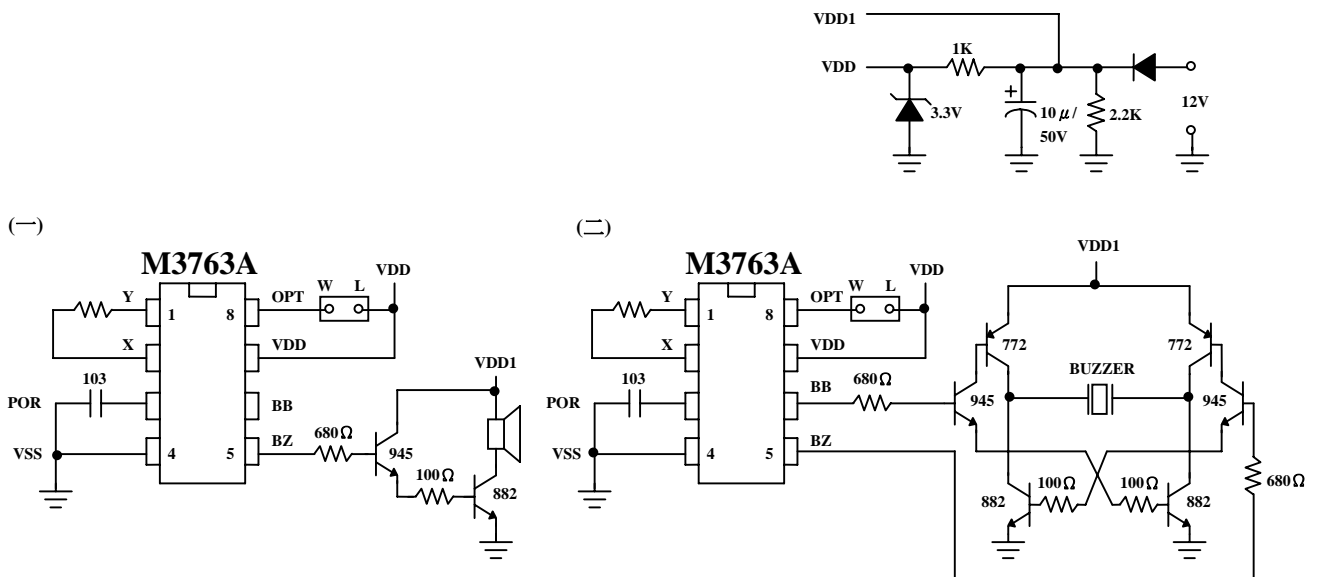 VDD1
1K
VDD
3.3V
10μ/
50V
2.2K
12V
(一)
M3763A
VDD
W L
OPT
Y
1 8
X
VDD
VDD1
103
POR
BB
680Ω
BZ
VSS
4 5
945
100Ω
882
(二)
M3763A
VDD
W L
OPT
Y
1 8
X
VDD
VDD1
772 772
BUZZER
103
680Ω
POR
BB
945 945
BZ
VSS
4 5
100Ω 100Ω
882 882
680Ω